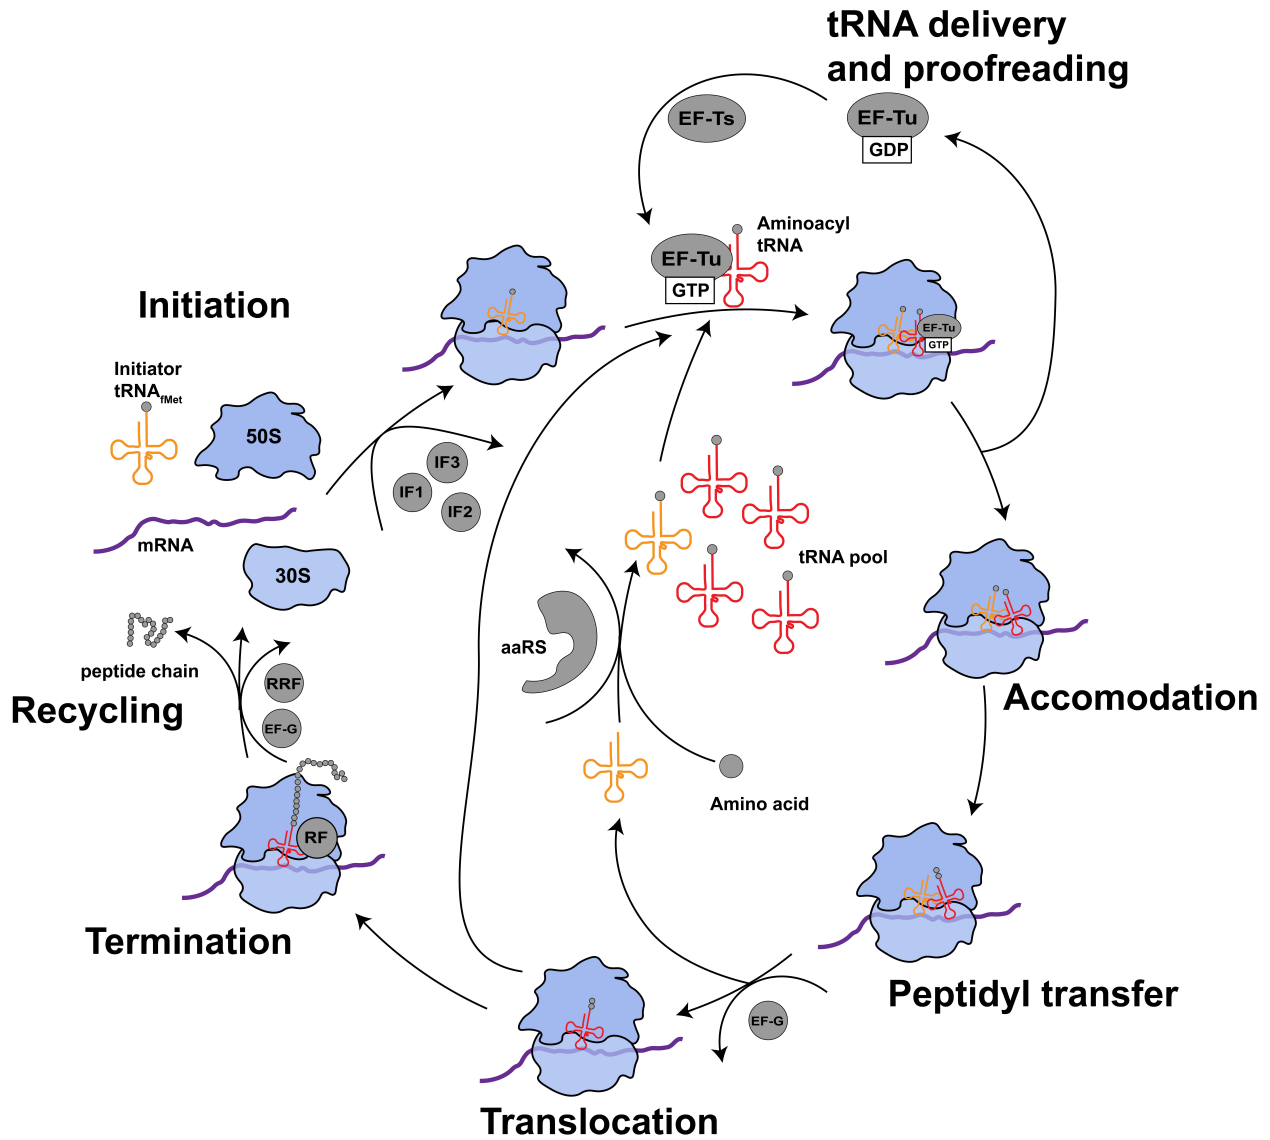 tRNA delivery
and proofreading
EF-Ts
EF-Tu
GDP
Aminoacyl
tRNA
EF-Tu
GTP
Initiation
EF-Tu
GTP
Initiator
tRNAfMet
50S
IF3
IF1
IF2
mRNA
tRNA pool
30S
aaRS
peptide chain
RRF
Recycling
EF-G
Accomodation
Amino acid
RF
Termination
Peptidyl transfer
EF-G
Translocation